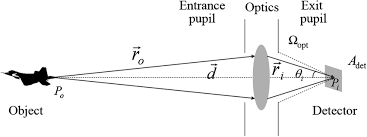 Entrance pupil
Optics
Exit pupil
Ω_opt
A_det
r⃗_o
d⃗
r⃗_i
θ_i
r
P_o
P_i
Object
Detector